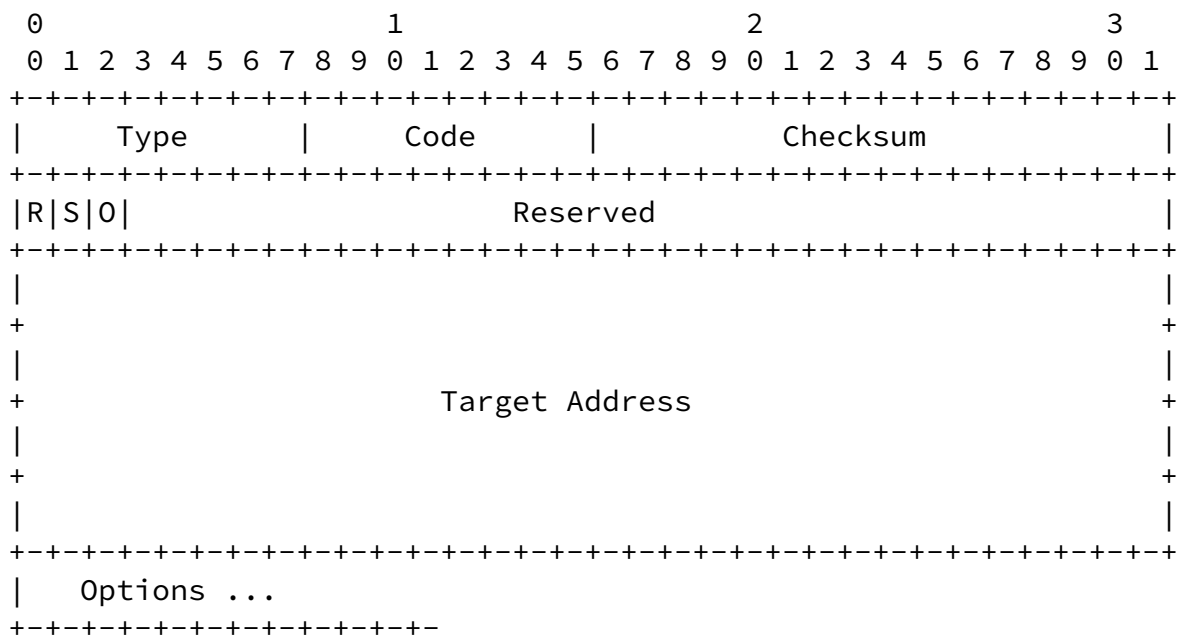 0                   1                   2                   3
 0 1 2 3 4 5 6 7 8 9 0 1 2 3 4 5 6 7 8 9 0 1 2 3 4 5 6 7 8 9 0 1
+-+-+-+-+-+-+-+-+-+-+-+-+-+-+-+-+-+-+-+-+-+-+-+-+-+-+-+-+-+-+-+-+
|     Type      |     Code      |          Checksum             |
+-+-+-+-+-+-+-+-+-+-+-+-+-+-+-+-+-+-+-+-+-+-+-+-+-+-+-+-+-+-+-+-+
|R|S|O|                     Reserved                            |
+-+-+-+-+-+-+-+-+-+-+-+-+-+-+-+-+-+-+-+-+-+-+-+-+-+-+-+-+-+-+-+-+
|                                                               |
+                                                               +
|                                                               |
+                       Target Address                          +
|                                                               |
+                                                               +
|                                                               |
+-+-+-+-+-+-+-+-+-+-+-+-+-+-+-+-+-+-+-+-+-+-+-+-+-+-+-+-+-+-+-+-+
|   Options ...
+-+-+-+-+-+-+-+-+-+-+-+-